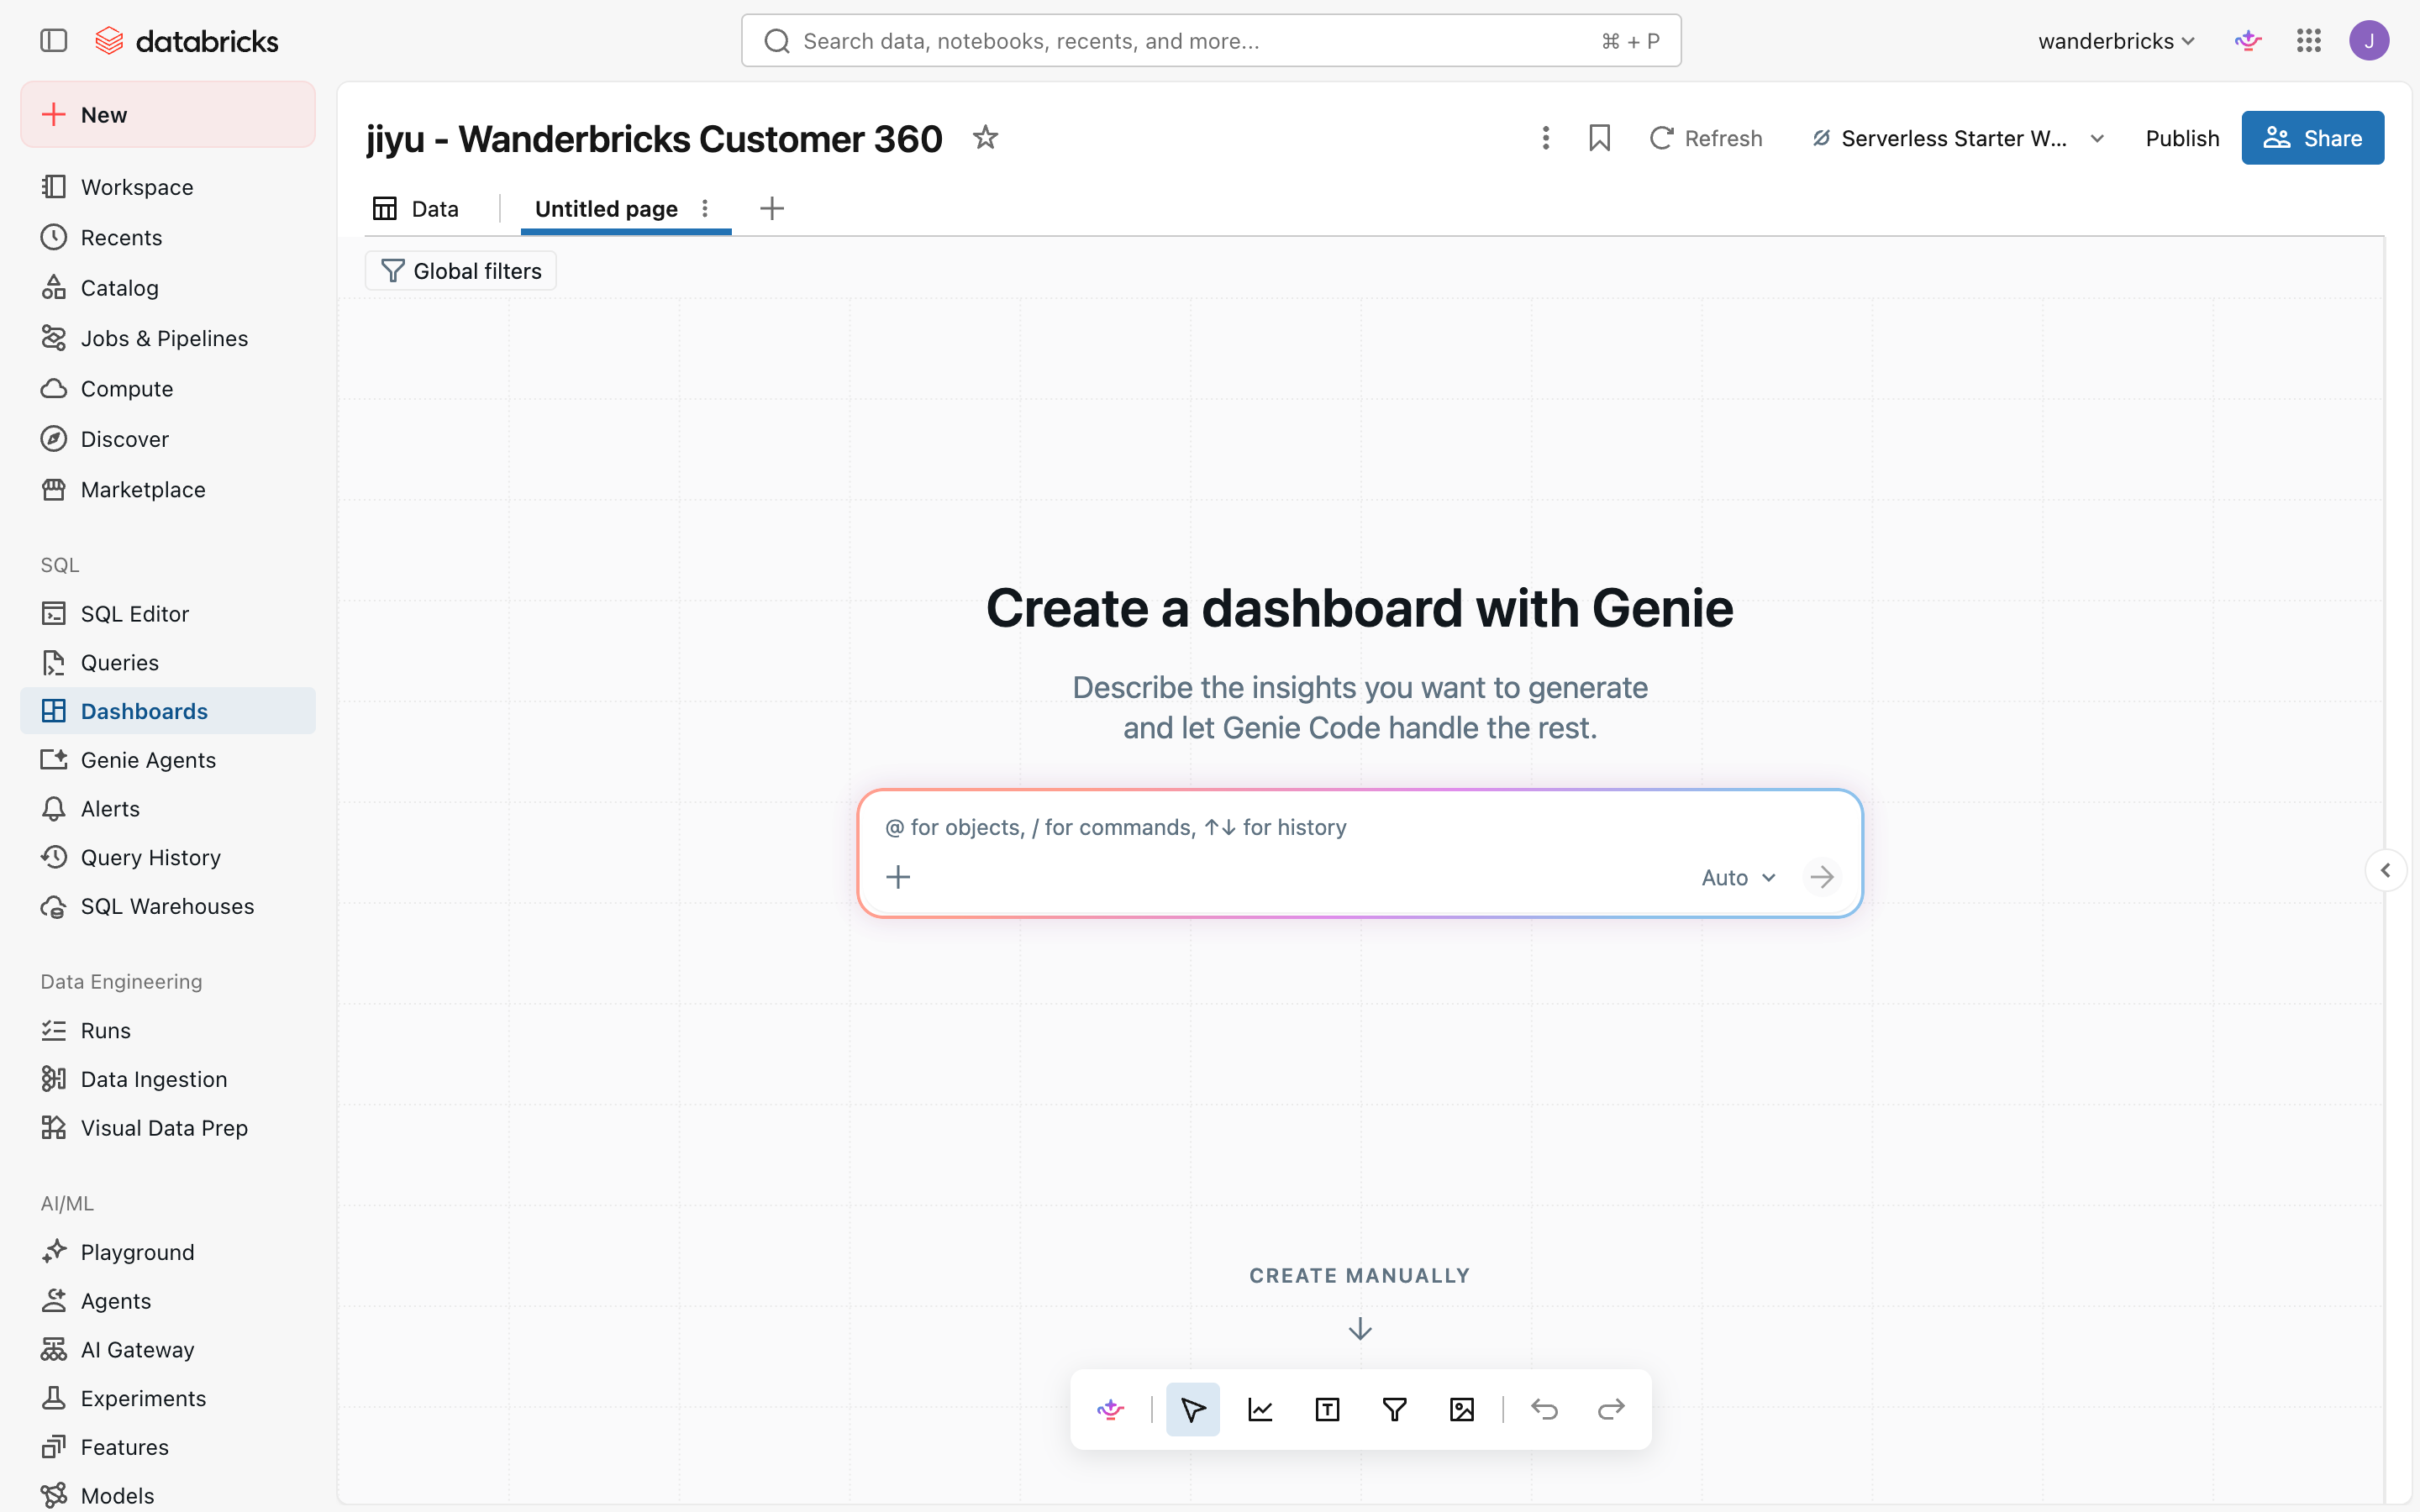 databricks
Search data, notebooks, recents, and more...
⌘ + P
wanderbricks
J
New
Workspace
Recents
Catalog
Jobs & Pipelines
Compute
Discover
Marketplace
SQL
SQL Editor
Queries
Dashboards
Genie Agents
Alerts
Query History
SQL Warehouses
Data Engineering
Runs
Data Ingestion
Visual Data Prep
AI/ML
Playground
Agents
AI Gateway
Experiments
Features
Models
jiyu - Wanderbricks Customer 360
Refresh
Serverless Starter W...
Publish
Share
Data
Untitled page
Global filters
Create a dashboard with Genie
Describe the insights you want to generate
and let Genie Code handle the rest.
@ for objects, / for commands, ↑↓ for history
Auto
CREATE MANUALLY